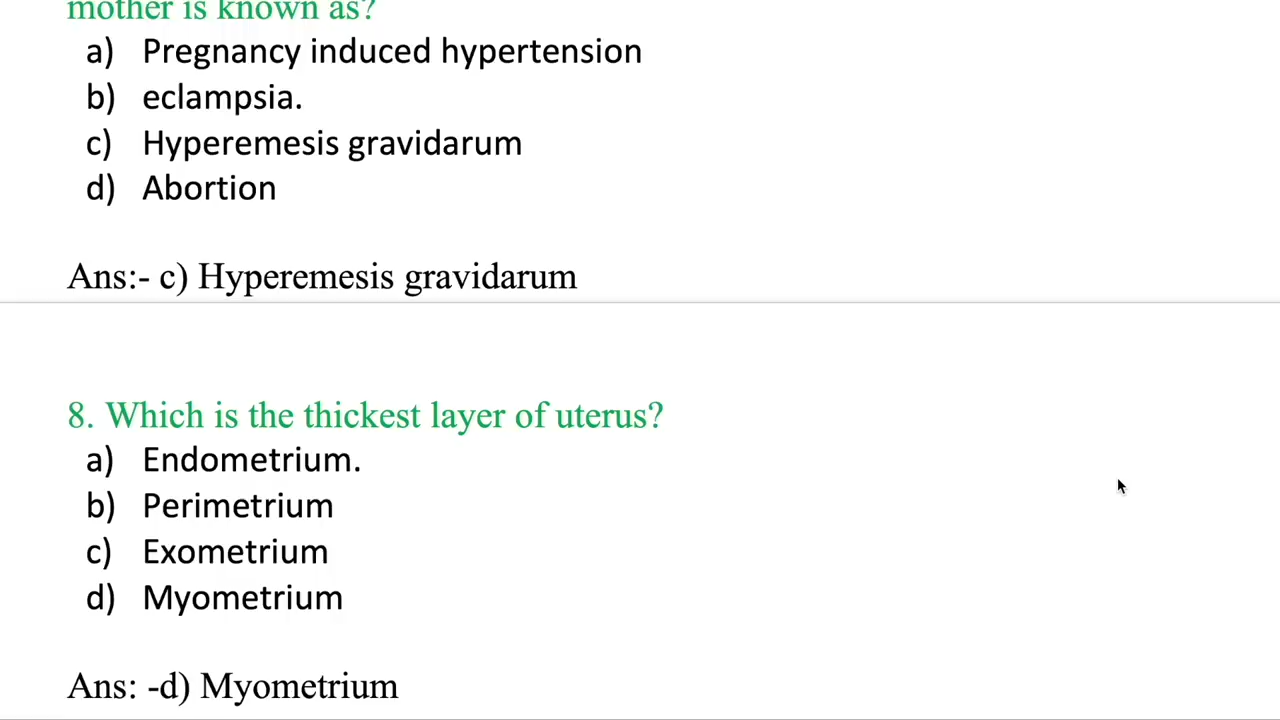 mother is known as?
a) Pregnancy induced hypertension
b) eclampsia.
c) Hyperemesis gravidarum
d) Abortion
Ans:- c) Hyperemesis gravidarum
8. Which is the thickest layer of uterus?
a) Endometrium.
b) Perimetrium
c) Exometrium
d) Myometrium
Ans: -d) Myometrium